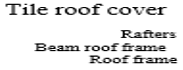 Tile roof cover
Rafters
Beam roof frame
Roof frame